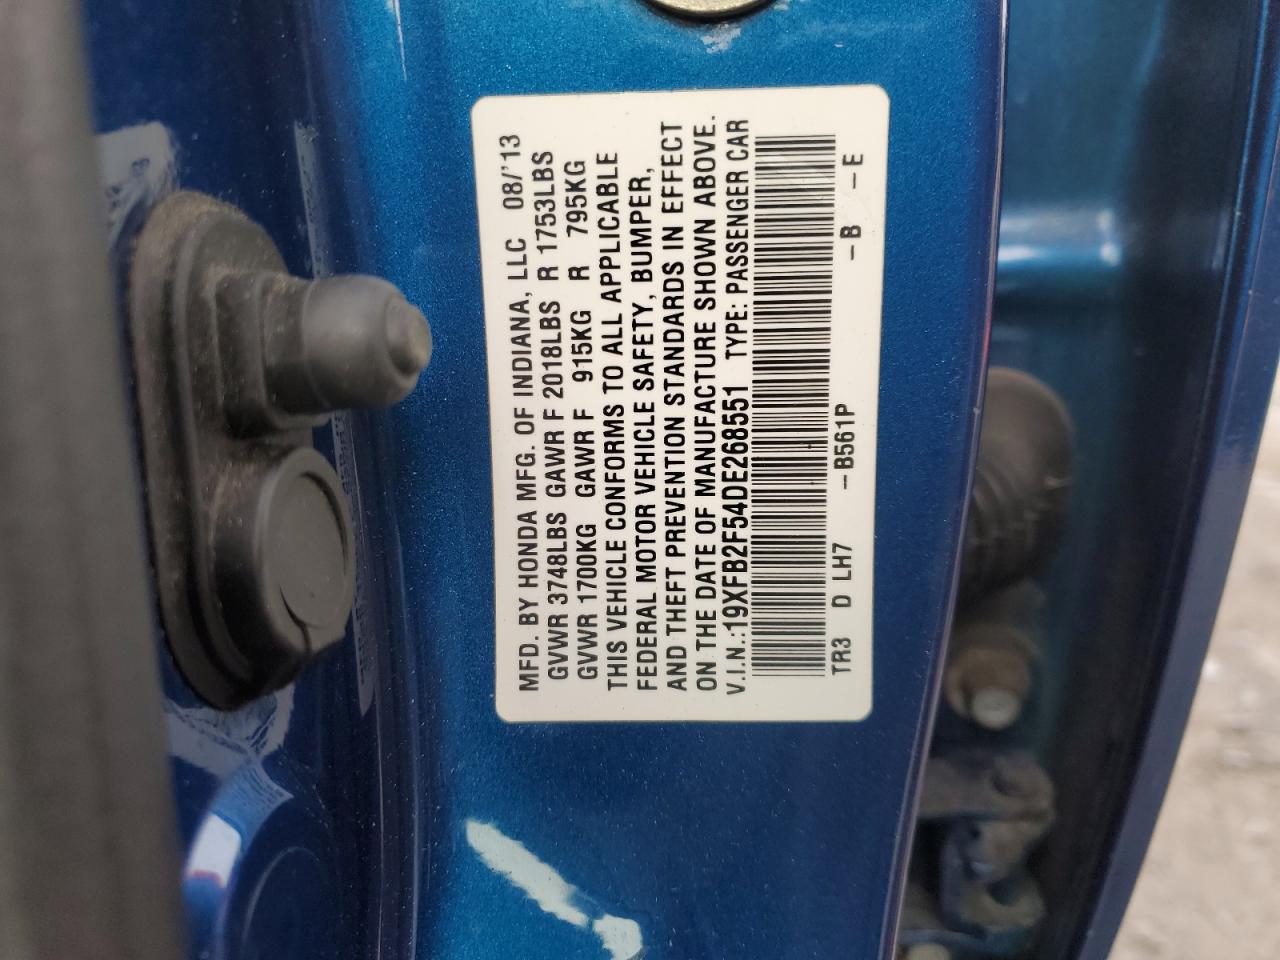 MFD. BY HONDA MFG. OF INDIANA, LLC 08/'13
GVWR 3748LBS GAWR F 2018LBS R 1753LBS
GVWR 1700KG GAWR F 915KG R 795KG
THIS VEHICLE CONFORMS TO ALL APPLICABLE
FEDERAL MOTOR VEHICLE SAFETY, BUMPER,
AND THEFT PREVENTION STANDARDS IN EFFECT
ON THE DATE OF MANUFACTURE SHOWN ABOVE.
V.I.N.:19XFB2F54DE268551 TYPE: PASSENGER CAR
TR3 D LH7 –B561P –B –E